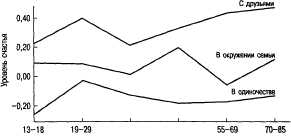 С друзьями
0,40
0,20
В окружении семьи
0,00
В одиночестве
-0,20
Уровень счастья
13-18 19-29 55-69 70-85